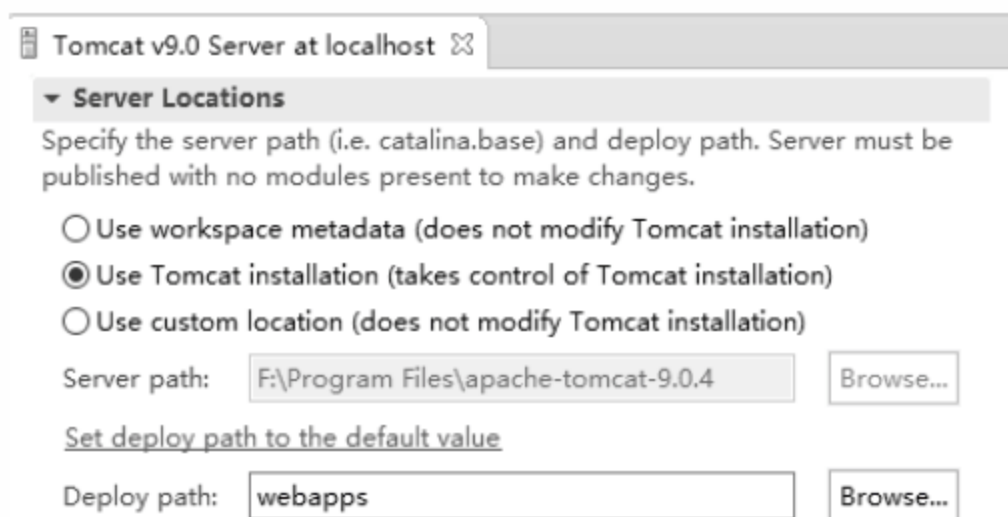 Tomcat v9.0 Server at localhost
Server Locations
Specify the server path (i.e. catalina.base) and deploy path. Server must be
published with no modules present to make changes.
Use workspace metadata (does not modify Tomcat installation)
Use Tomcat installation (takes control of Tomcat installation)
Use custom location (does not modify Tomcat installation)
Server path: F:\Program Files\apache-tomcat-9.0.4 Browse...
Set deploy path to the default value
Deploy path: webapps Browse...